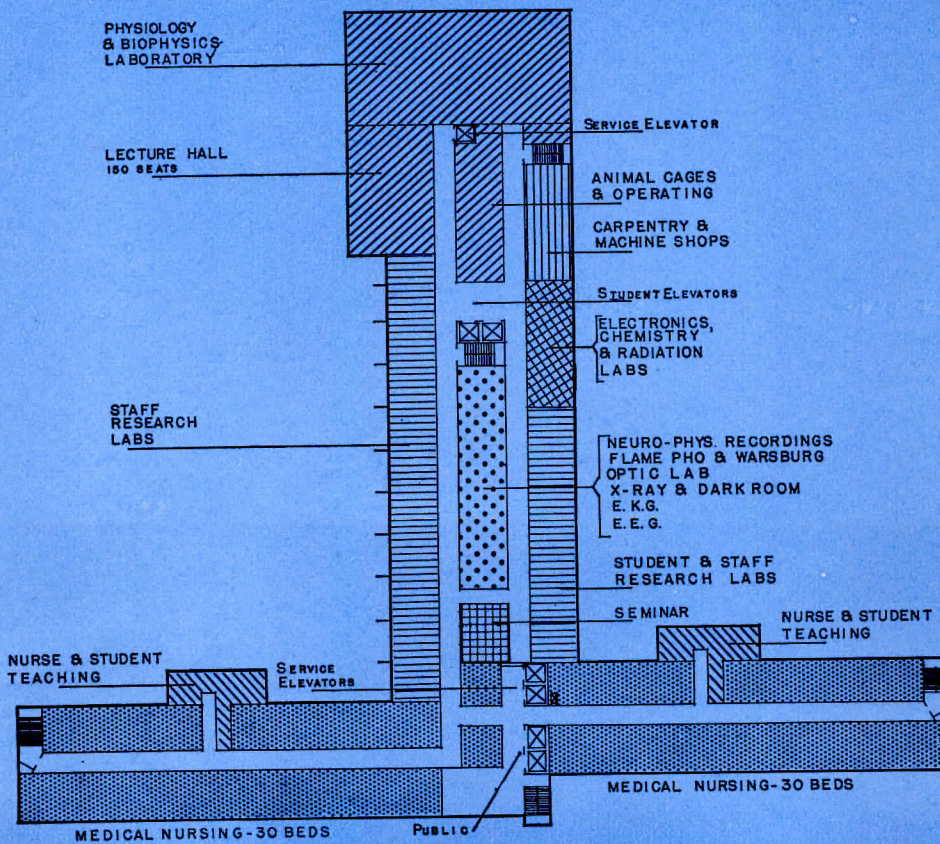 PHYSIOLOGY
& BIOPHYSICS
LABORATORY
SERVICE ELEVATOR
LECTURE HALL
150 SEATS
ANIMAL CAGES
& OPERATING
CARPENTRY &
MACHINE SHOPS
STUDENT ELEVATORS
ELECTRONICS,
CHEMISTRY
& RADIATION
LABS
STAFF
RESEARCH
LABS
NEURO-PHYS. RECORDINGS
FLAME PHO & WARSBURG
OPTIC LAB
X-RAY & DARK ROOM
E.K.G.
E.E.G.
STUDENT & STAFF
RESEARCH LABS
SEMINAR
NURSE & STUDENT
TEACHING
NURSE & STUDENT
TEACHING
SERVICE
ELEVATORS
MEDICAL NURSING-30 BEDS
MEDICAL NURSING-30 BEDS
PUBLIC